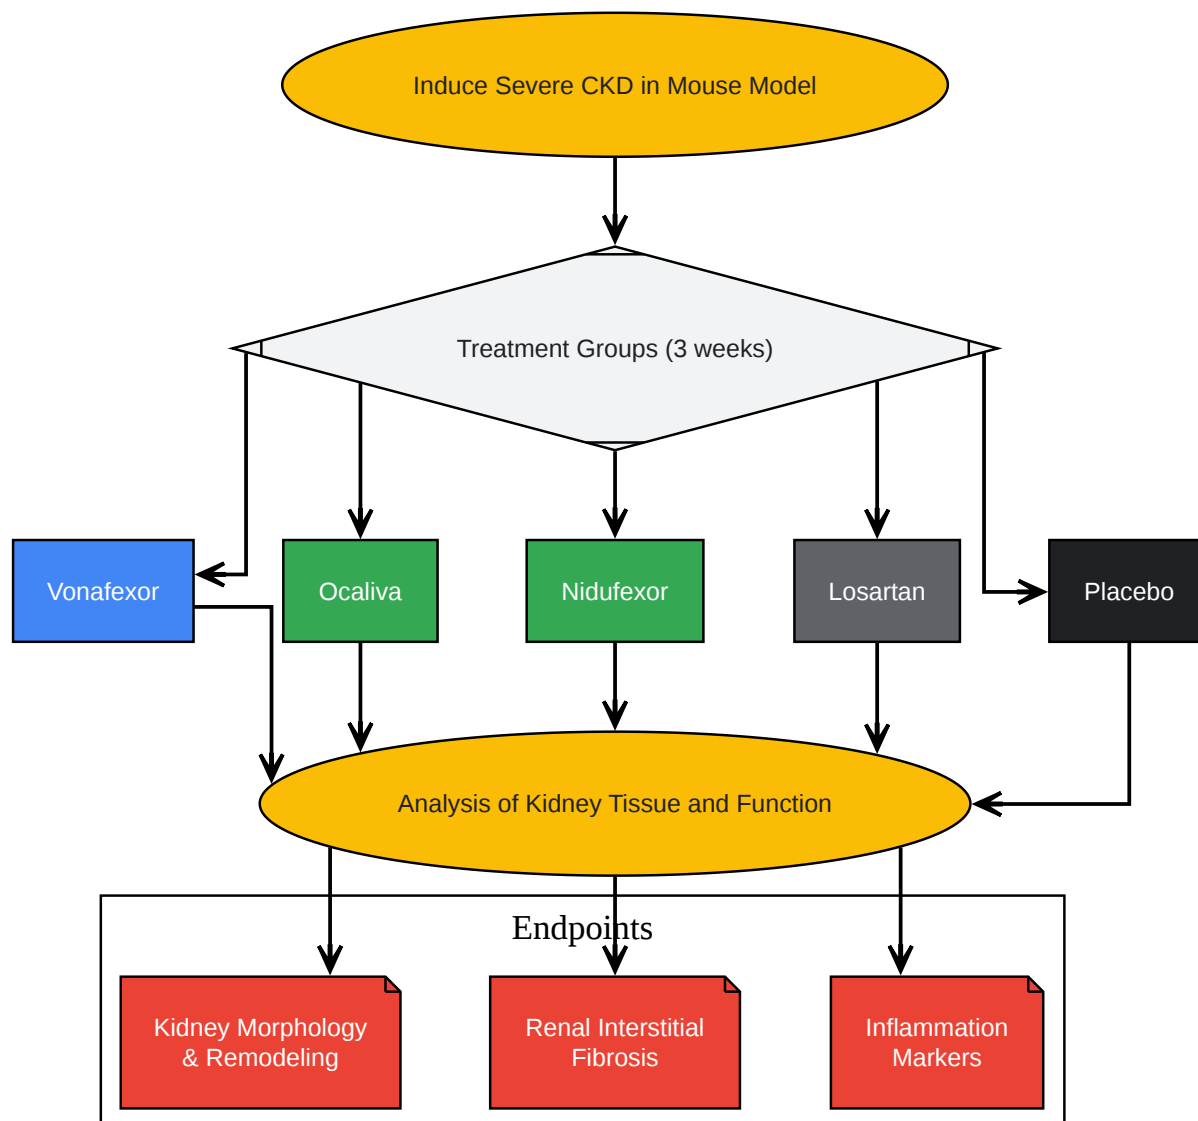 Induce Severe CKD in Mouse Model
Treatment Groups (3 weeks)
Vonafexor
Ocaliva
Nidufexor
Losartan
Placebo
Analysis of Kidney Tissue and Function
Endpoints
Kidney Morphology
& Remodeling
Renal Interstitial
Fibrosis
Inflammation
Markers